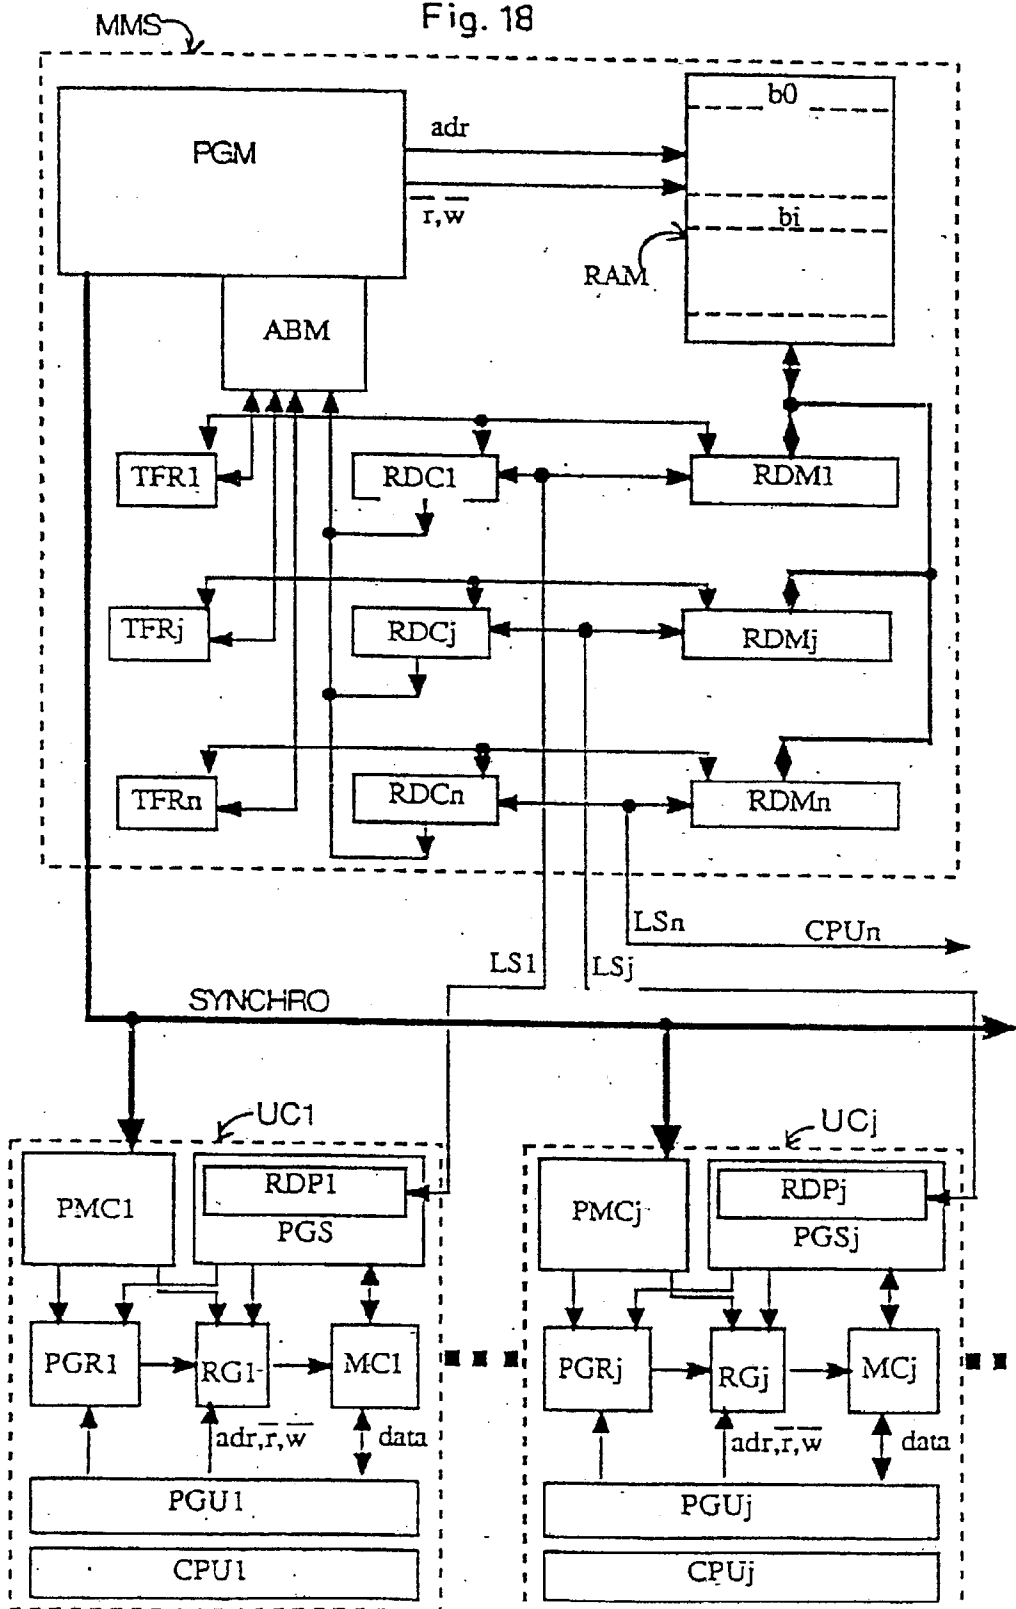 Fig. 18
MMS
b0
adr
PGM
r̅,w̅
bi
RAM
ABM
TFR1
RDC1
RDM1
TFRj
RDCj
RDMj
TFRn
RDCn
RDMn
LSn
CPUn
LS1
LSj
SYNCHRO
UC1
UCj
RDP1
RDPj
PMC1
PGS
PMCj
PGSj
PGR1
RG1
MC1
PGRj
RGj
MCj
adr,r̅,w̅
data
adr,r̅,w̅
data
PGU1
PGUj
CPU1
CPUj